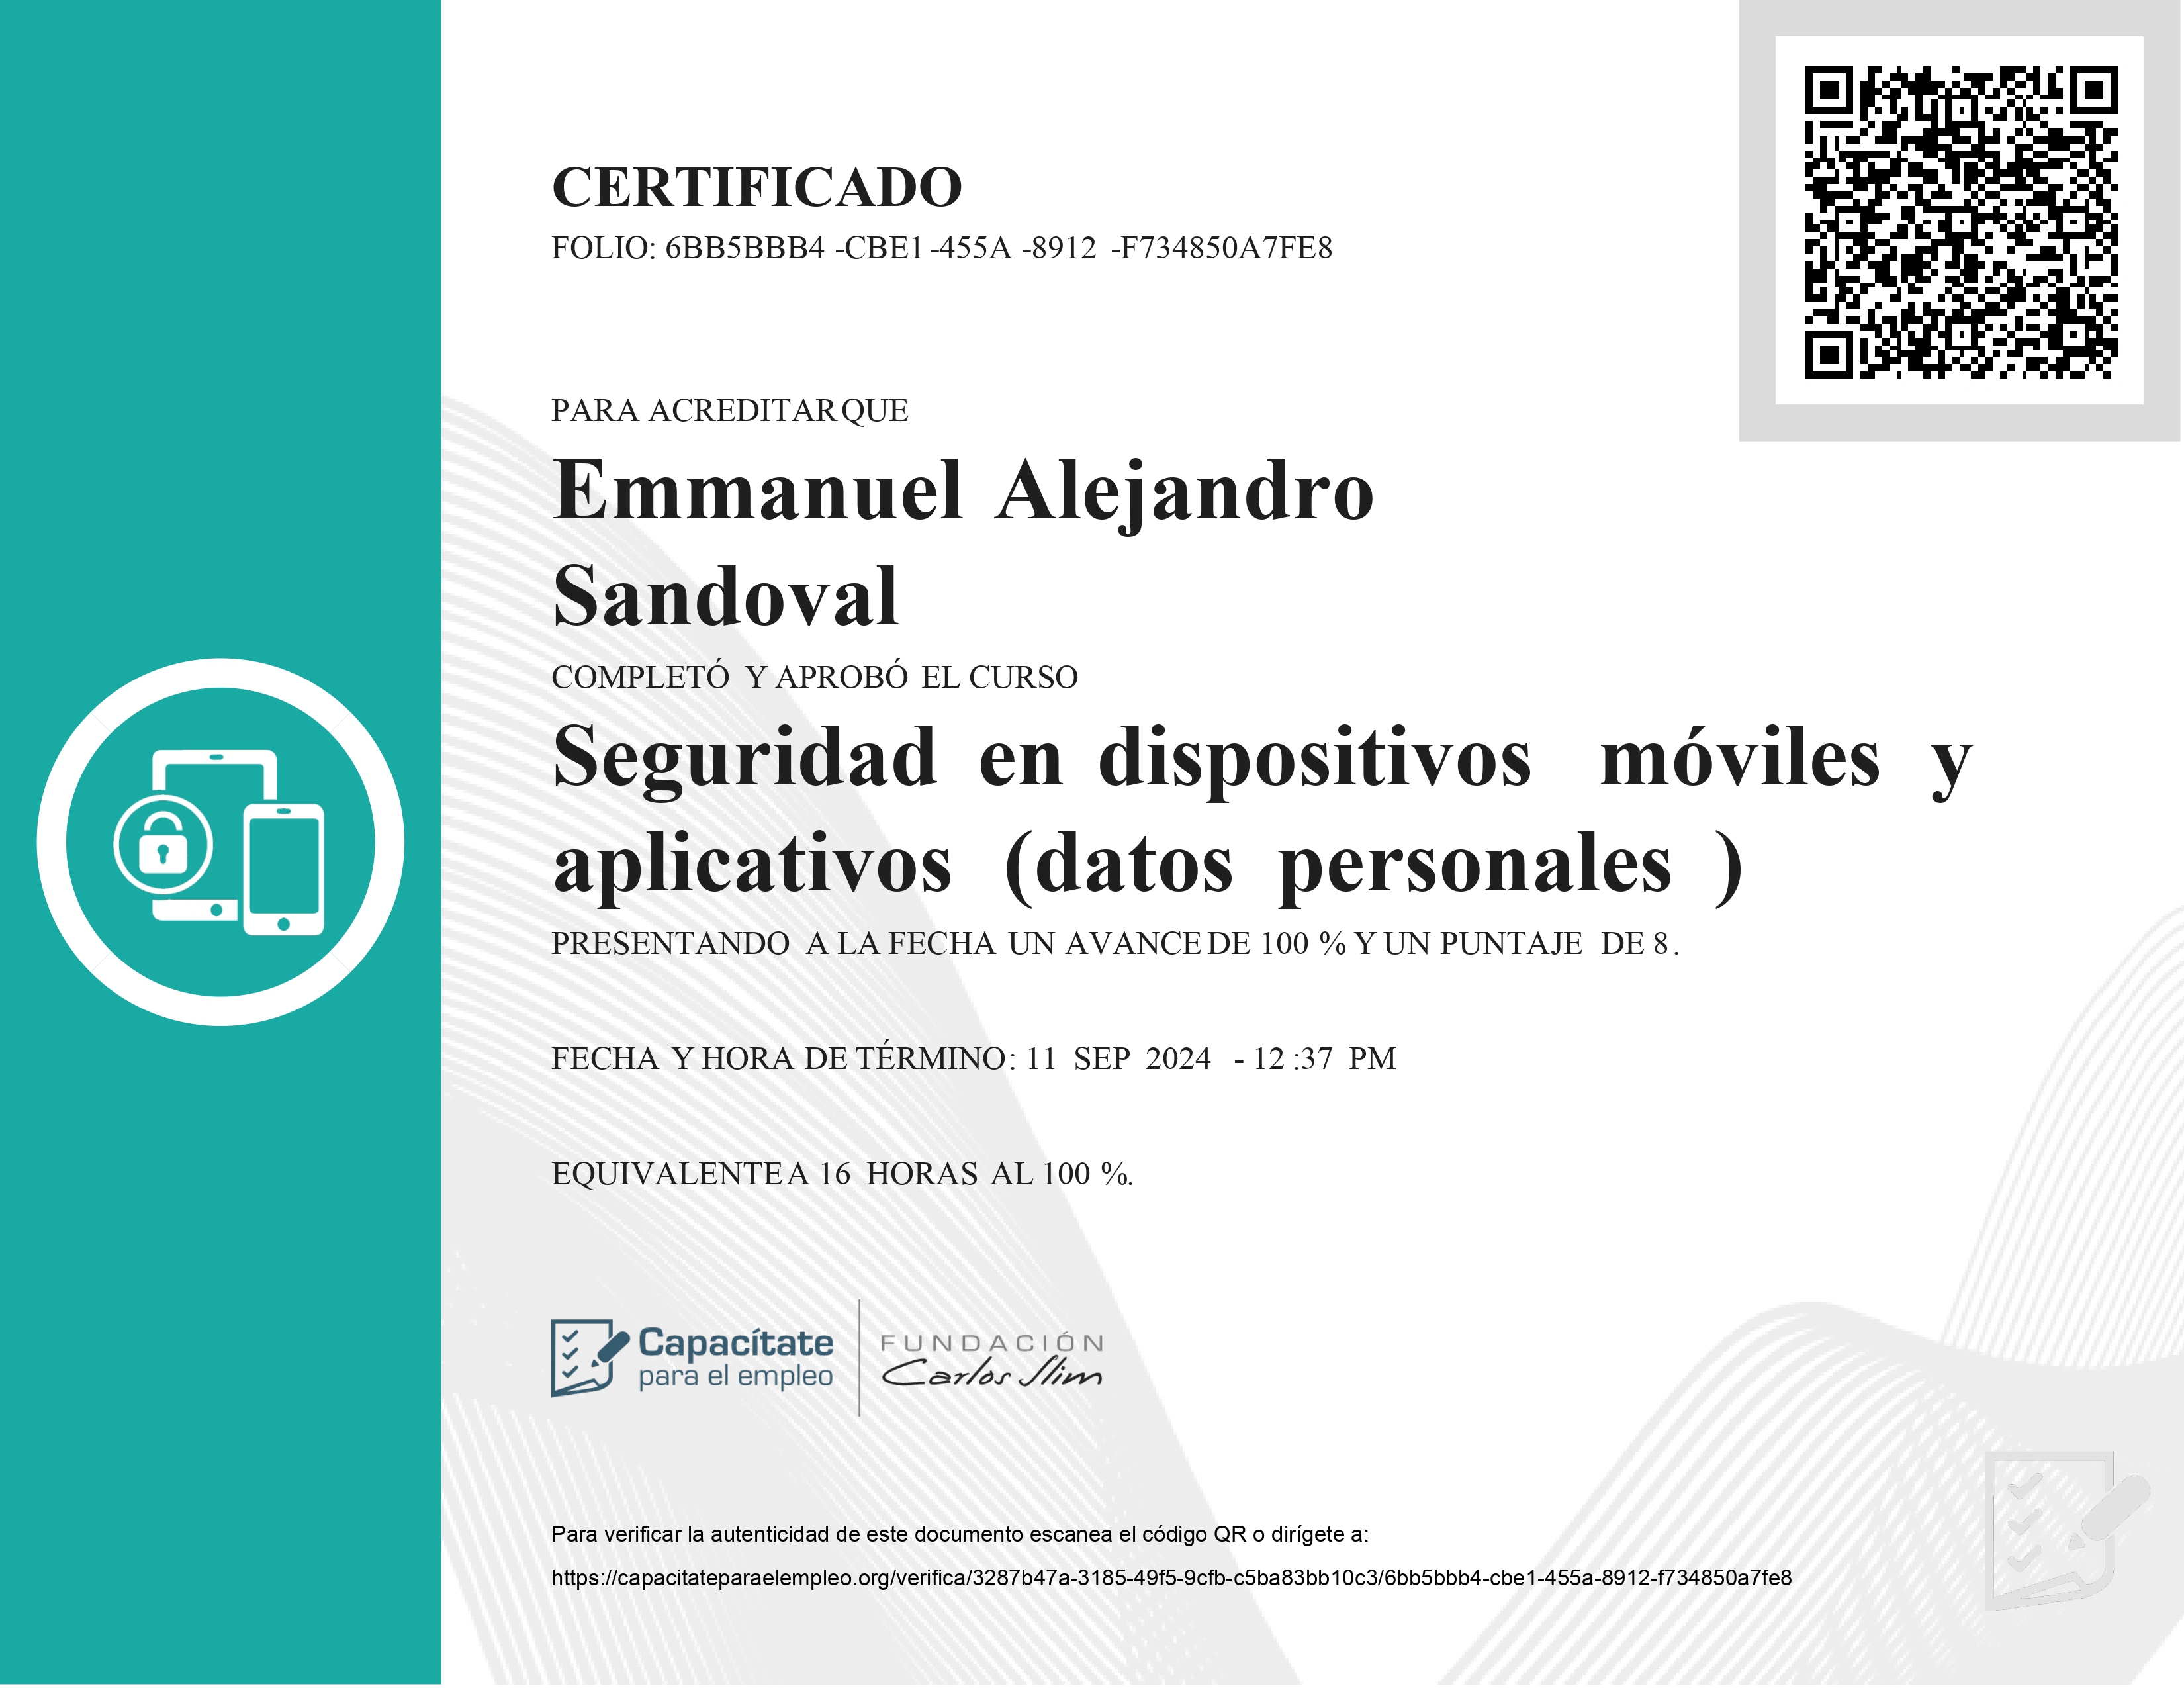 CERTIFICADO
FOLIO: 6BB5BBB4 -CBE1 -455A -8912 -F734850A7FE8
PARA ACREDITAR QUE
Emmanuel Alejandro
Sandoval
COMPLETÓ Y APROBÓ EL CURSO
Seguridad en dispositivos móviles y
aplicativos (datos personales )
PRESENTANDO A LA FECHA UN AVANCE DE 100 % Y UN PUNTAJE DE 8 .
FECHA Y HORA DE TÉRMINO: 11 SEP 2024 - 12 :37 PM
EQUIVALENTE A 16 HORAS AL 100 %.
Capacítate
para el empleo
FUNDACIÓN
Carlos Slim
Para verificar la autenticidad de este documento escanea el código QR o dirígete a:
https://capacitateparaelempleo.org/verifica/3287b47a-3185-49f5-9cfb-c5ba83bb10c3/6bb5bbb4-cbe1-455a-8912-f734850a7fe8